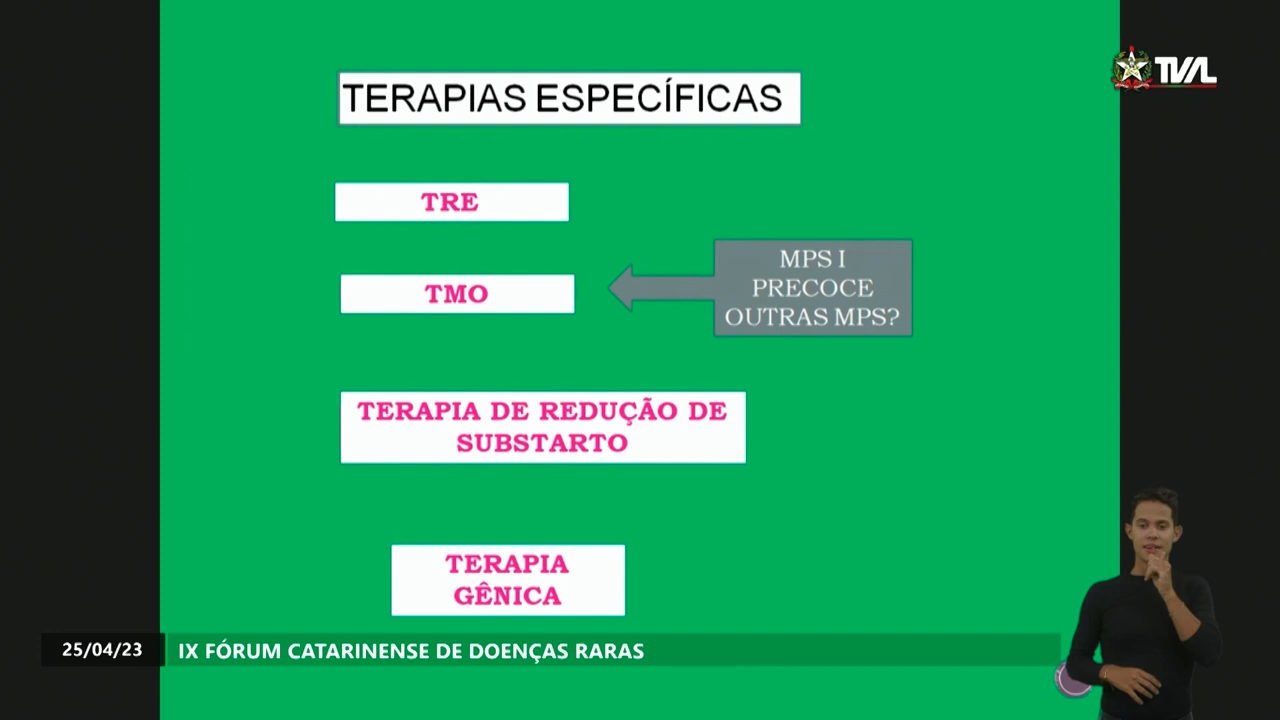 TERAPIAS ESPECÍFICAS
TVAL
TRE
TMO
MPS I
PRECOCE
OUTRAS MPS?
TERAPIA DE REDUÇÃO DE
SUBSTARTO
TERAPIA
GÊNICA
25/04/23
IX FÓRUM CATARINENSE DE DOENÇAS RARAS